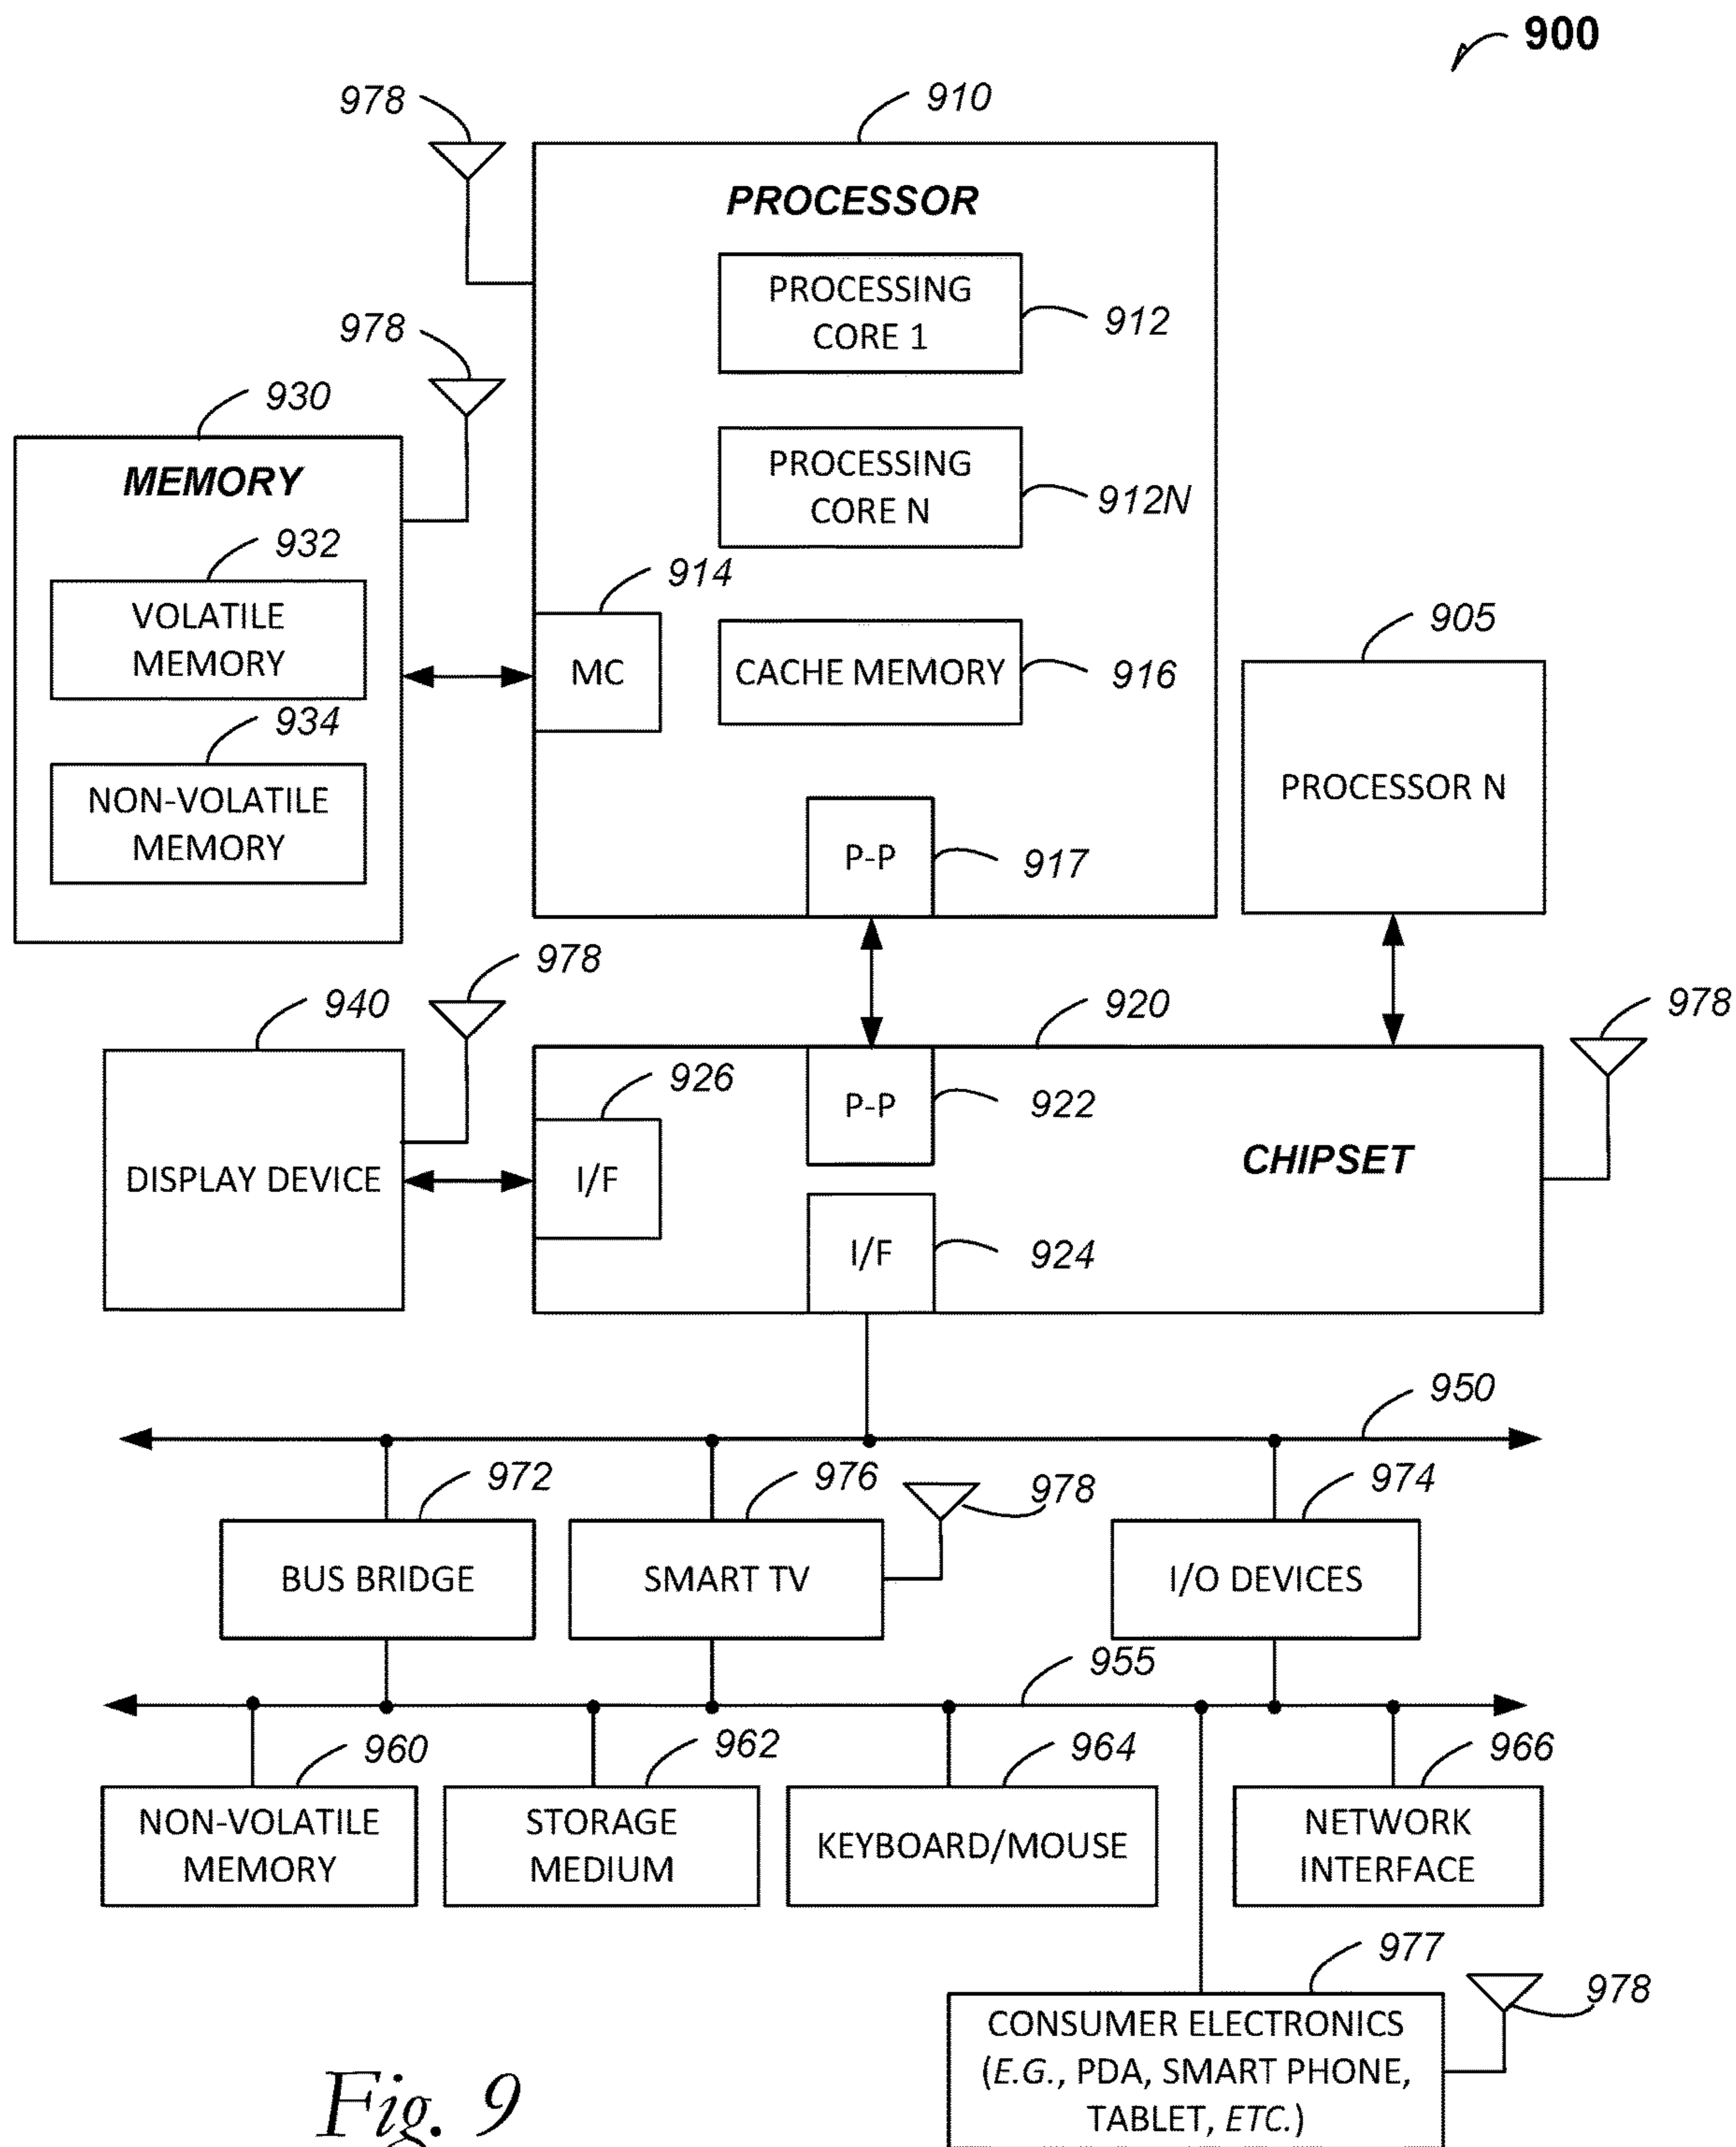 900
978
910
PROCESSOR
PROCESSING
CORE 1
912
978
930
MEMORY
PROCESSING
CORE N
912N
932
VOLATILE
MEMORY
914
MC
CACHE MEMORY
916
905
PROCESSOR N
934
NON-VOLATILE
MEMORY
P-P
917
978
940
DISPLAY DEVICE
920
978
926
I/F
P-P
922
CHIPSET
I/F
924
950
972
976
978
974
BUS BRIDGE
SMART TV
I/O DEVICES
955
960
962
964
966
NON-VOLATILE
MEMORY
STORAGE
MEDIUM
KEYBOARD/MOUSE
NETWORK
INTERFACE
977
978
CONSUMER ELECTRONICS
(E.G., PDA, SMART PHONE,
TABLET, ETC.)
Fig. 9